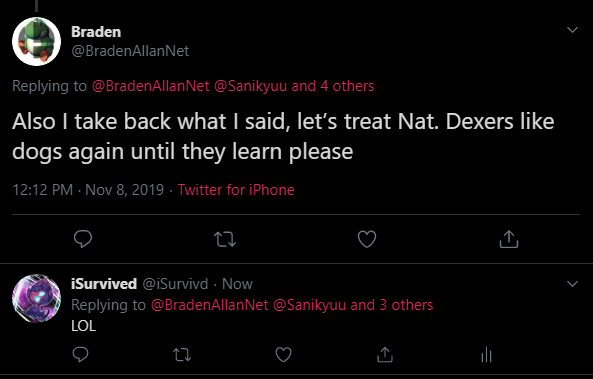 Braden
@BradenAllanNet
Replying to @BradenAllanNet @Sanikyuu and 4 others
Also I take back what I said, let’s treat Nat. Dexers like
dogs again until they learn please
12:12 PM · Nov 8, 2019 · Twitter for iPhone
iSurvived @iSurvivd · Now
Replying to @BradenAllanNet @Sanikyuu and 3 others
LOL